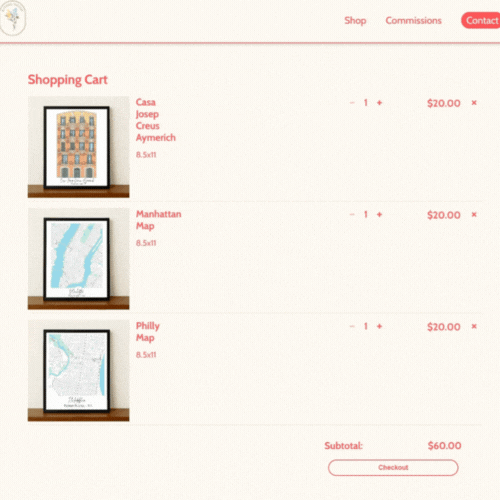 Shop Commissions Contact
Shopping Cart
Casa
Josep
Creus
Aymerich
8.5x11
− 1 + $20.00 ×
Manhattan
Map
8.5x11
− 1 + $20.00 ×
Philly
Map
8.5x11
− 1 + $20.00 ×
Subtotal: $60.00
Checkout